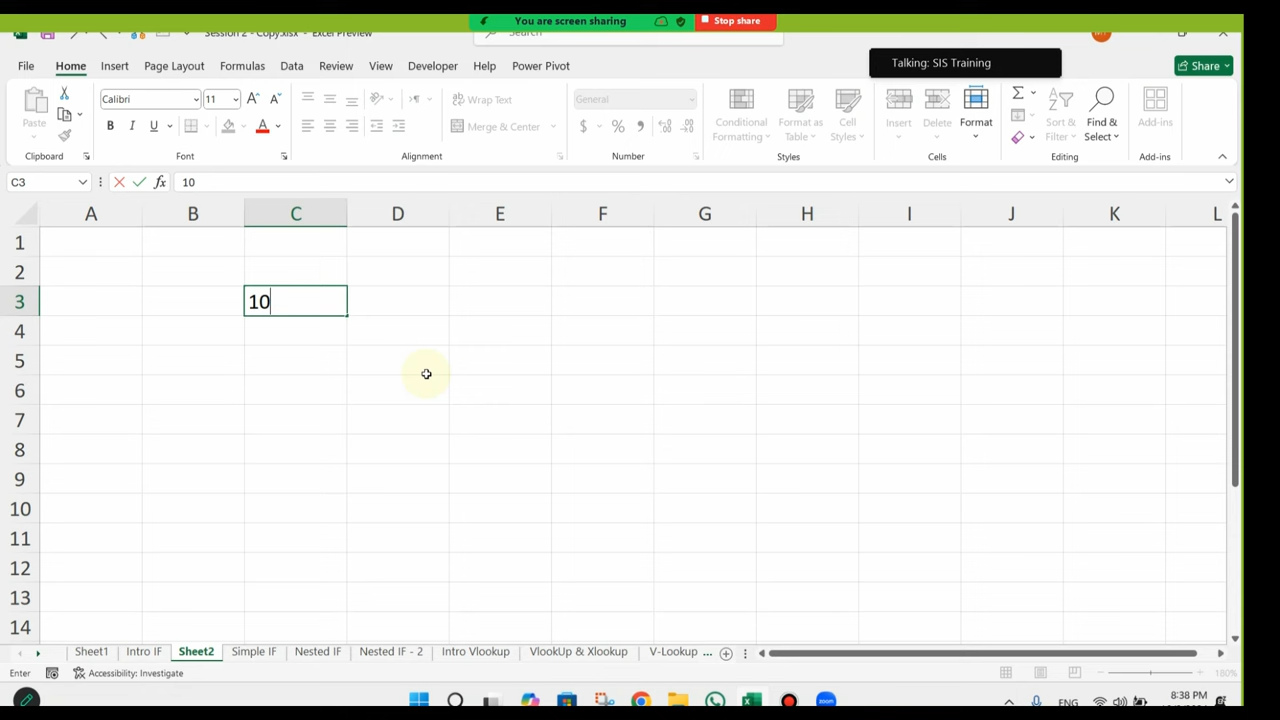 You are screen sharing
Stop share
Session 2 - Copy.xlsx - Excel Preview
Search
Talking: SIS Training
File Home Insert Page Layout Formulas Data Review View Developer Help Power Pivot
Share
Paste
Calibri 11
B I U
Wrap Text
Merge & Center
General
$ % 9
Conditional Formatting
Format as Table
Cell Styles
Insert
Delete
Format
Sort & Filter
Find & Select
Add-ins
Clipboard Font Alignment Number Styles Cells Editing Add-ins
C3 fx 10
A B C D E F G H I J K L
1
2
3 10
4
5
6
7
8
9
10
11
12
13
14
Sheet1 Intro IF Sheet2 Simple IF Nested IF Nested IF - 2 Intro Vlookup VlookUp & Xlookup V-Lookup ...
Enter Accessibility: Investigate 180%
ENG 8:38 PM